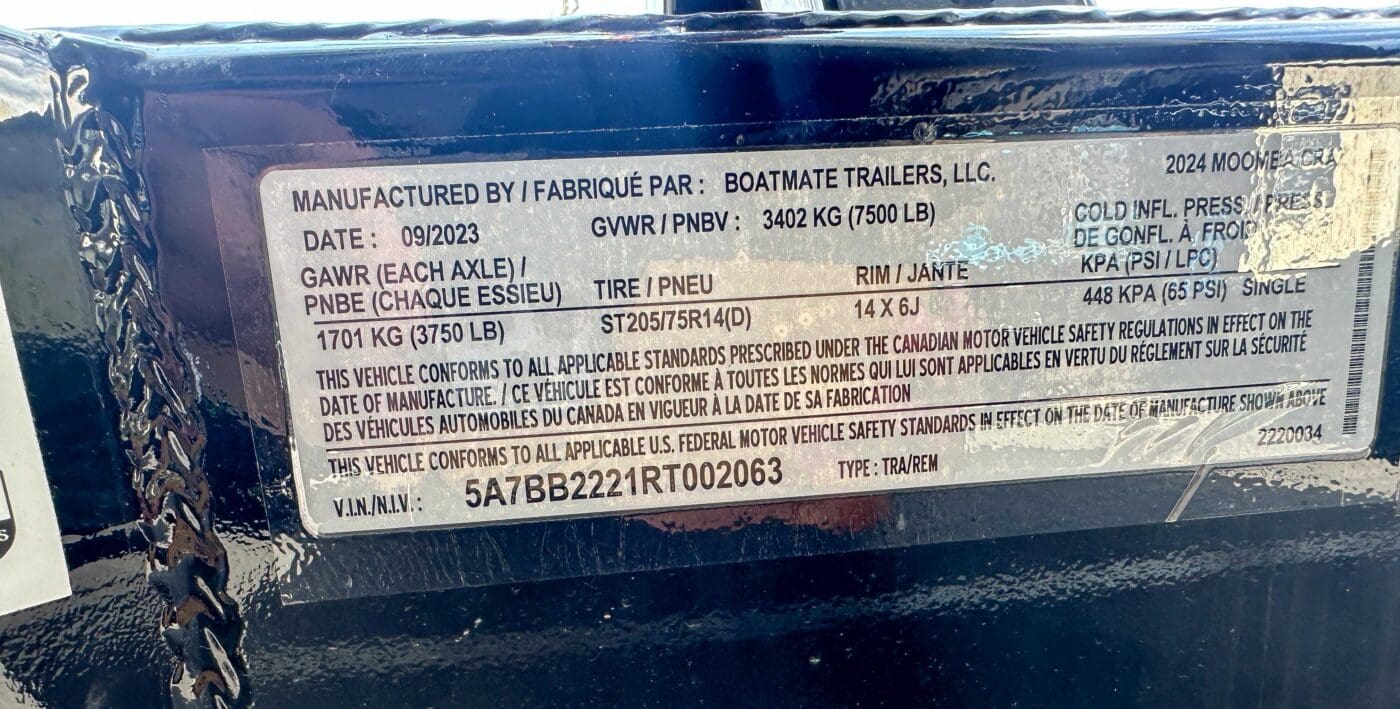 MANUFACTURED BY / FABRIQUÉ PAR : BOATMATE TRAILERS, LLC.
2024 MOOMBA CRA
DATE : 09/2023 GVWR / PNBV : 3402 KG (7500 LB)
COLD INFL. PRESS. / PRESS.
DE GONFL. À FROID
KPA (PSI / LPC)
GAWR (EACH AXLE) /
PNBE (CHAQUE ESSIEU) TIRE / PNEU RIM / JANTE
1701 KG (3750 LB) ST205/75R14(D) 14 X 6J 448 KPA (65 PSI) SINGLE
THIS VEHICLE CONFORMS TO ALL APPLICABLE STANDARDS PRESCRIBED UNDER THE CANADIAN MOTOR VEHICLE SAFETY REGULATIONS IN EFFECT ON THE
DATE OF MANUFACTURE. / CE VÉHICULE EST CONFORME À TOUTES LES NORMES QUI LUI SONT APPLICABLES EN VERTU DU RÉGLEMENT SUR LA SÉCURITÉ
DES VÉHICULES AUTOMOBILES DU CANADA EN VIGUEUR À LA DATE DE SA FABRICATION
THIS VEHICLE CONFORMS TO ALL APPLICABLE U.S. FEDERAL MOTOR VEHICLE SAFETY STANDARDS IN EFFECT ON THE DATE OF MANUFACTURE SHOWN ABOVE
V.I.N./N.I.V. : 5A7BB2221RT002063 TYPE : TRA/REM
2220034